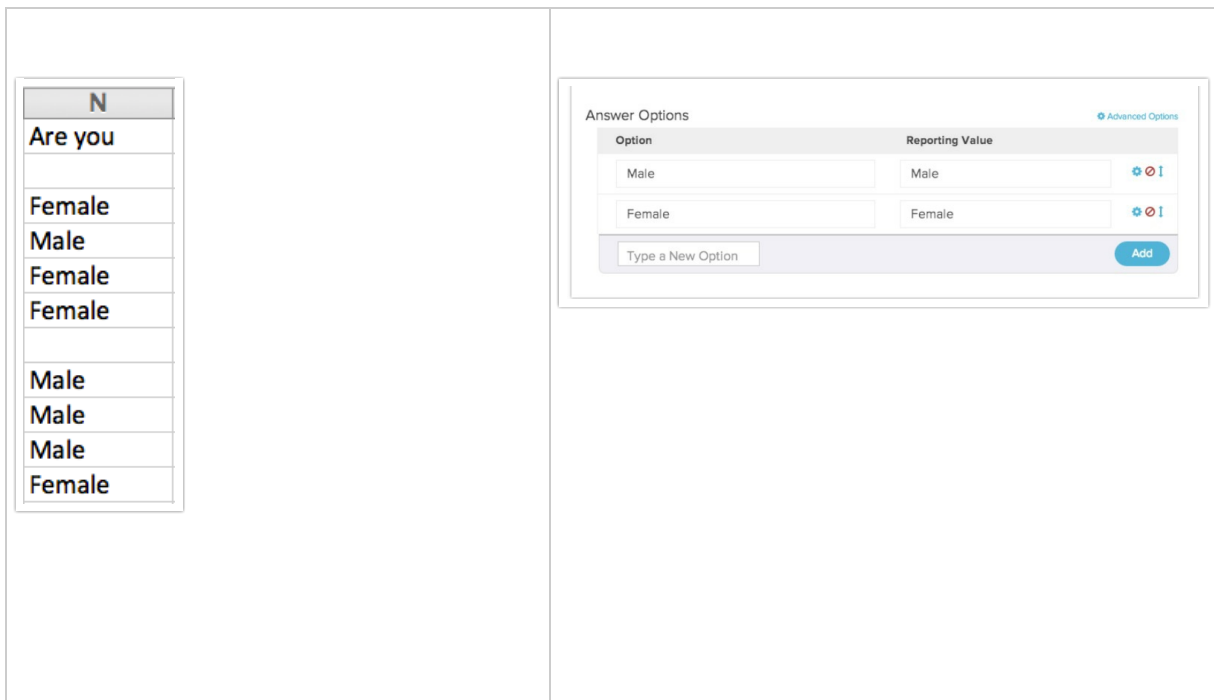 N
Are you
Female
Male
Female
Female
Male
Male
Male
Female
Answer Options
Advanced Options
Option Reporting Value
Male Male
Female Female
Type a New Option Add